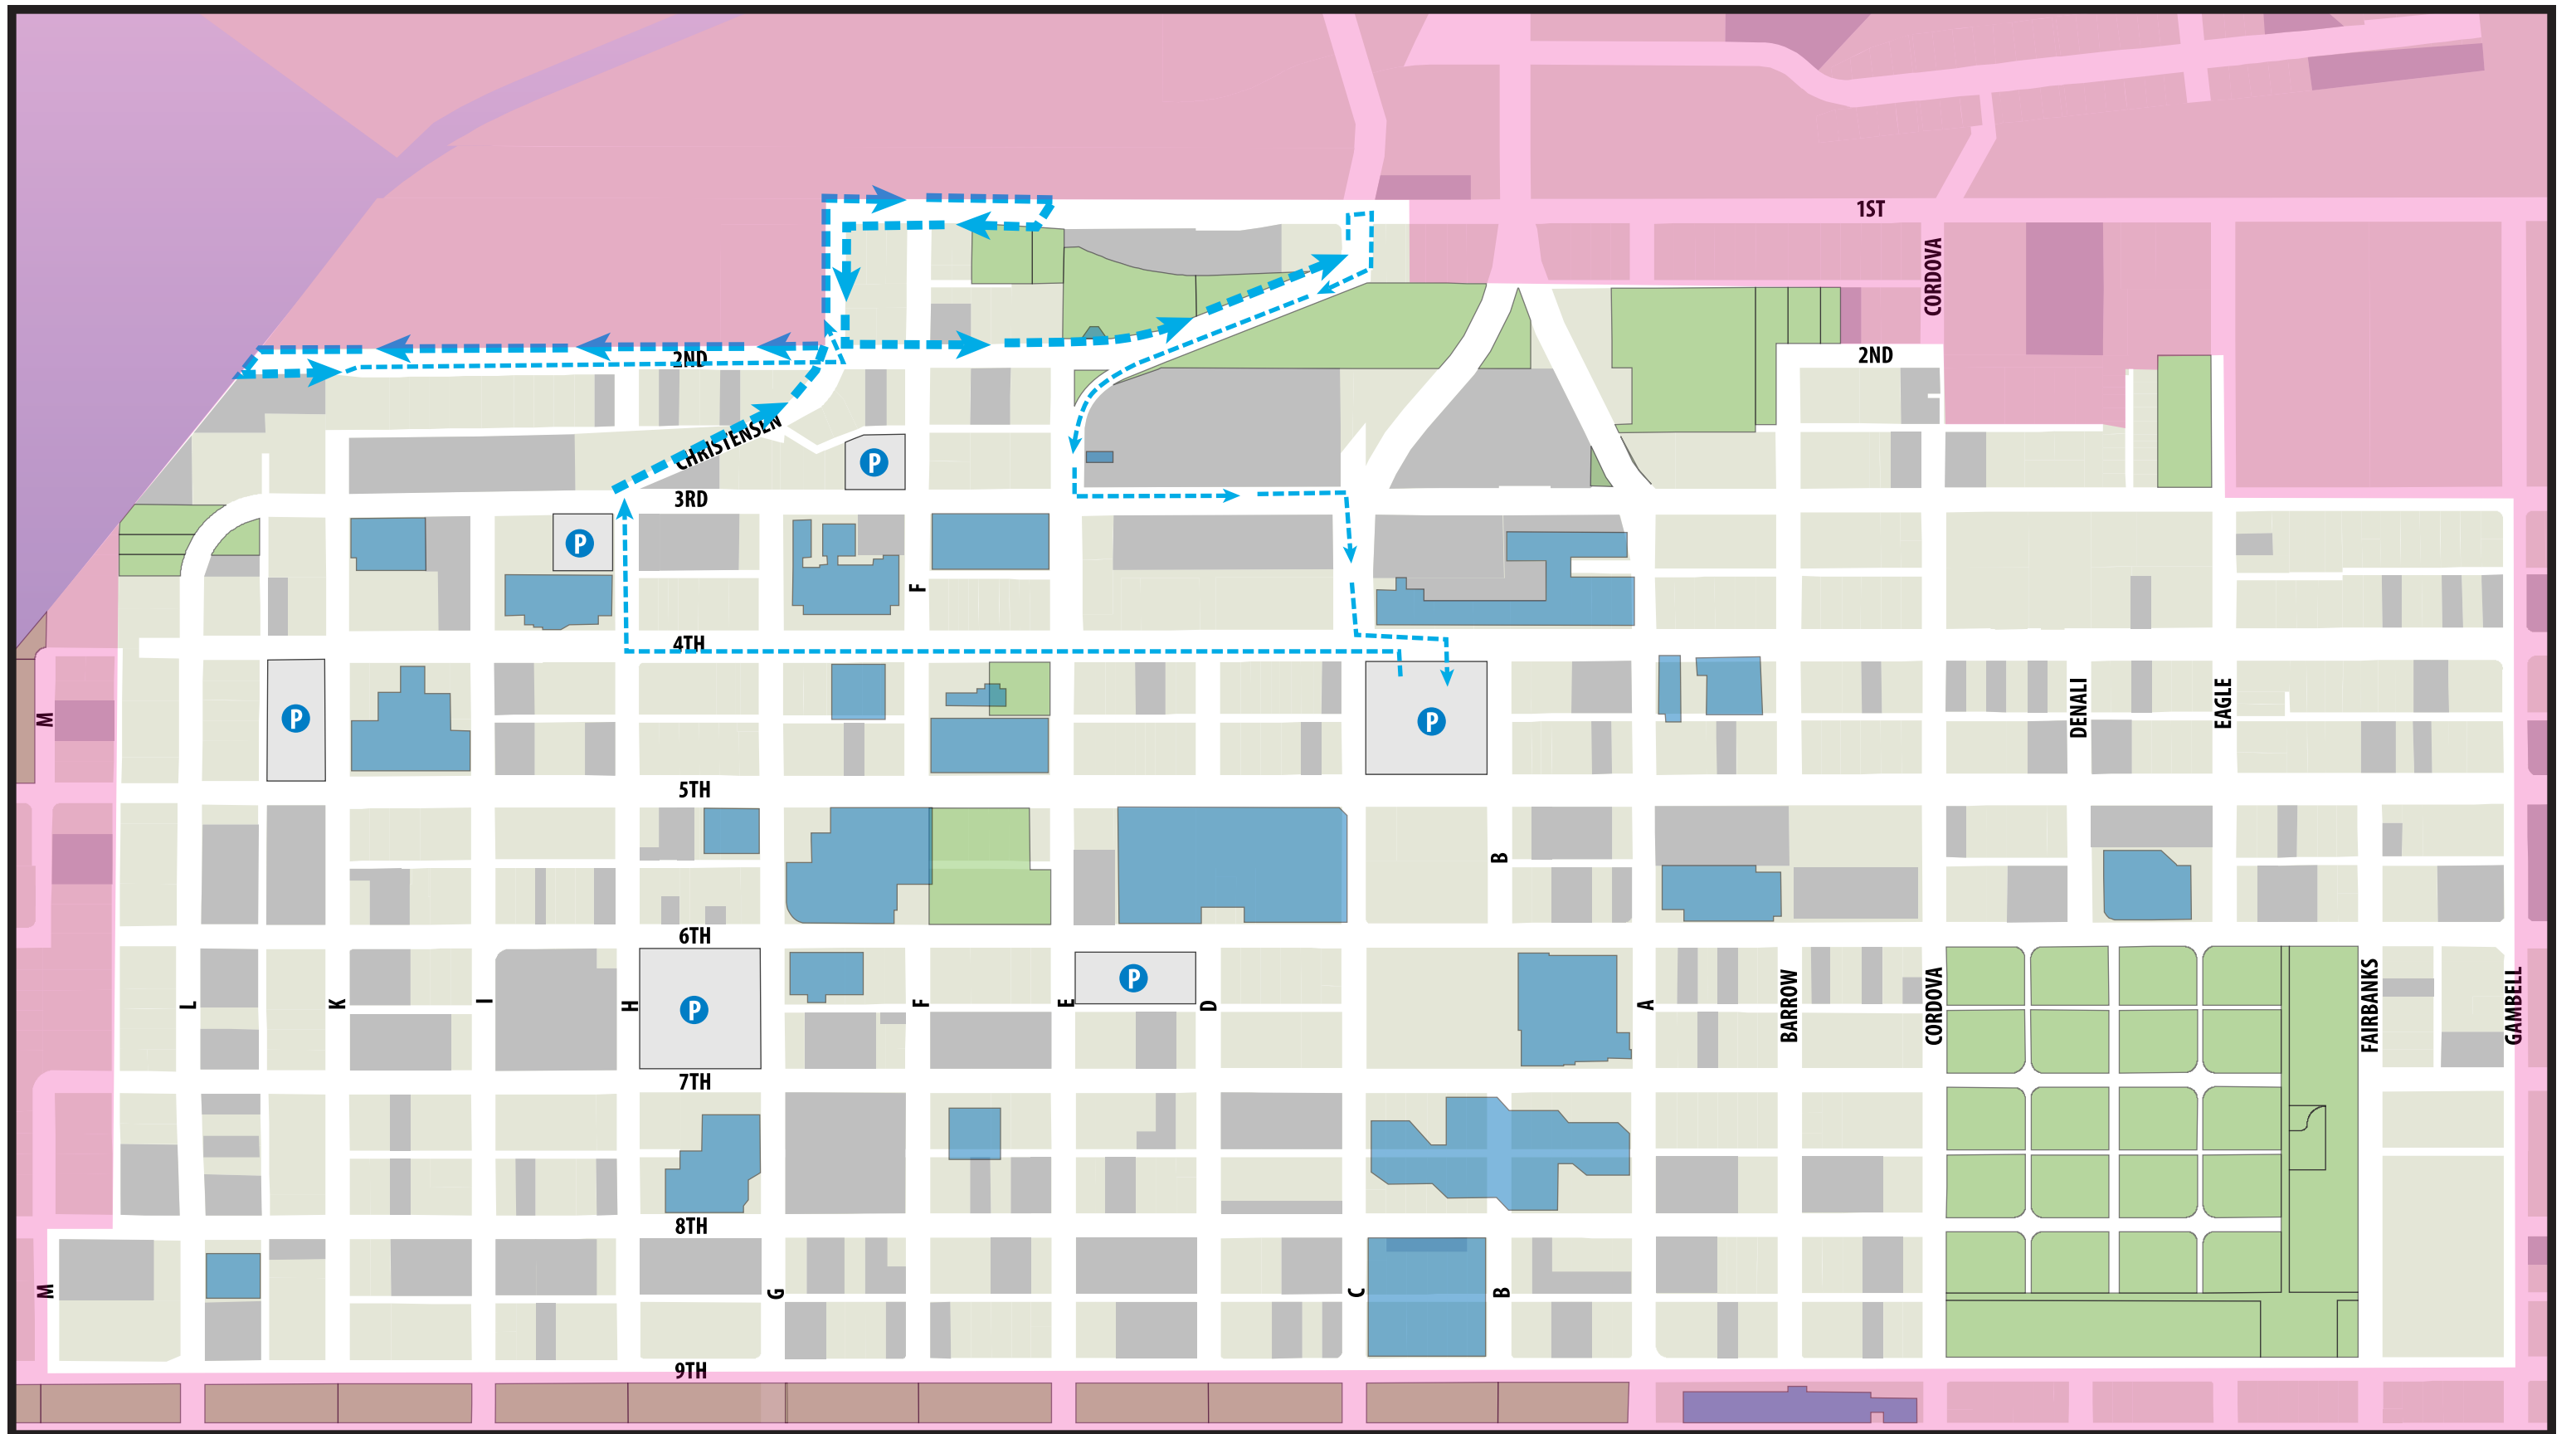 1ST
CORDOVA
2ND
2ND
CHRISTENSEN
P
3RD
P
F
4TH
M
P
P
DENALI
EAGLE
5TH
B
6TH
L
K
I
H
P
F
E
P
D
A
BARROW
CORDOVA
FAIRBANKS
GAMBELL
7TH
8TH
M
G
C
B
9TH